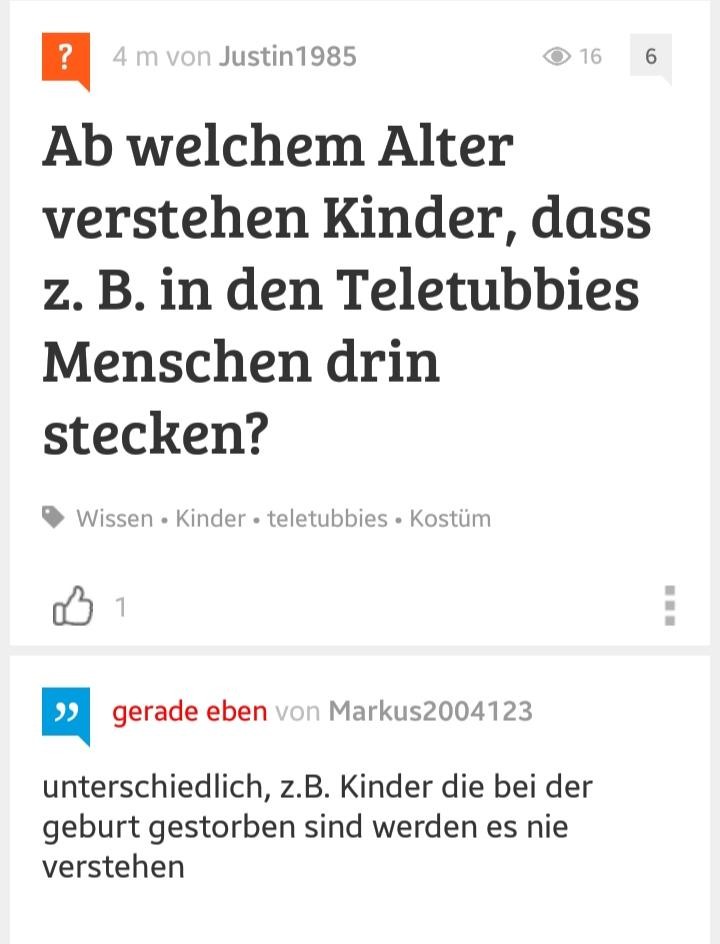 ?
4 m von Justin1985
16
6
Ab welchem Alter
verstehen Kinder, dass
z. B. in den Teletubbies
Menschen drin
stecken?
Wissen • Kinder • teletubbies • Kostüm
1
”
gerade eben von Markus2004123
unterschiedlich, z.B. Kinder die bei der
geburt gestorben sind werden es nie
verstehen